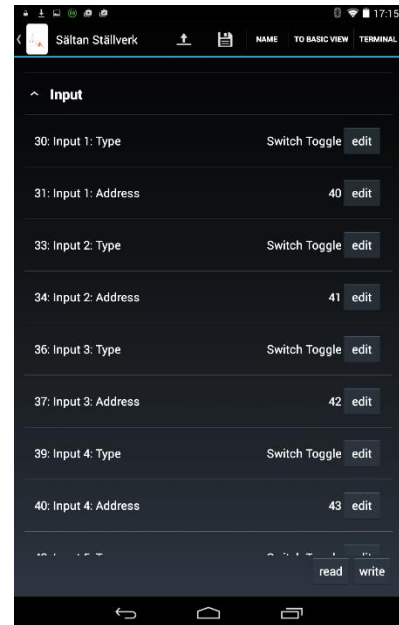 17:15
Sältan Ställverk NAME TO BASIC VIEW TERMINAL
Input
30: Input 1: Type Switch Toggle edit
31: Input 1: Address 40 edit
33: Input 2: Type Switch Toggle edit
34: Input 2: Address 41 edit
36: Input 3: Type Switch Toggle edit
37: Input 3: Address 42 edit
39: Input 4: Type Switch Toggle edit
40: Input 4: Address 43 edit
read write